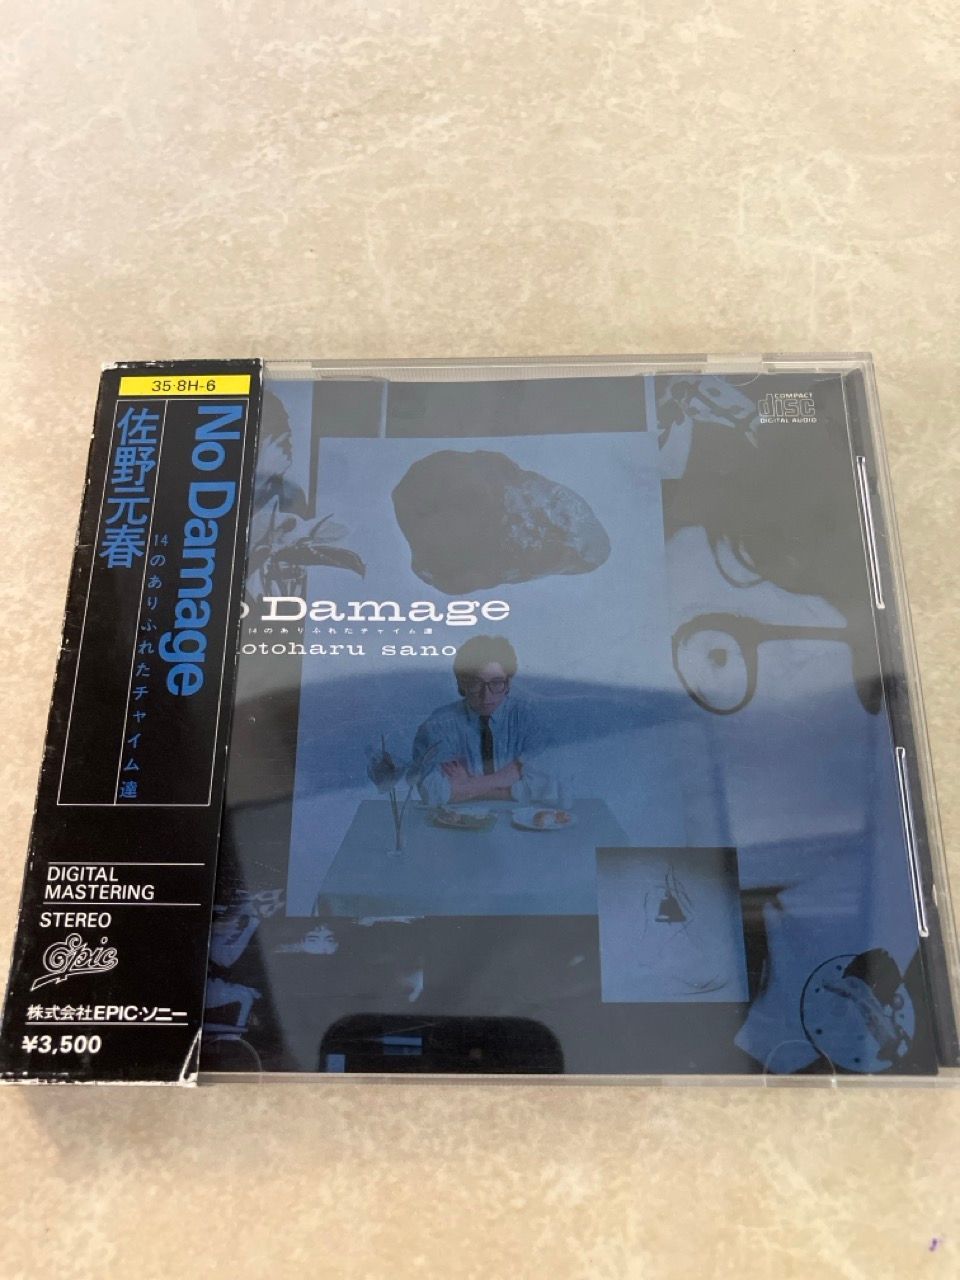 35·8H-6
No Damage
14のありふれたチャイム達
佐野元春
DIGITAL
MASTERING
STEREO
Epic
株式会社EPIC・ソニー
¥3,500
COMPACT
disc
DIGITAL AUDIO
o Damage
14のありふれたチャイム達
otoharu sano